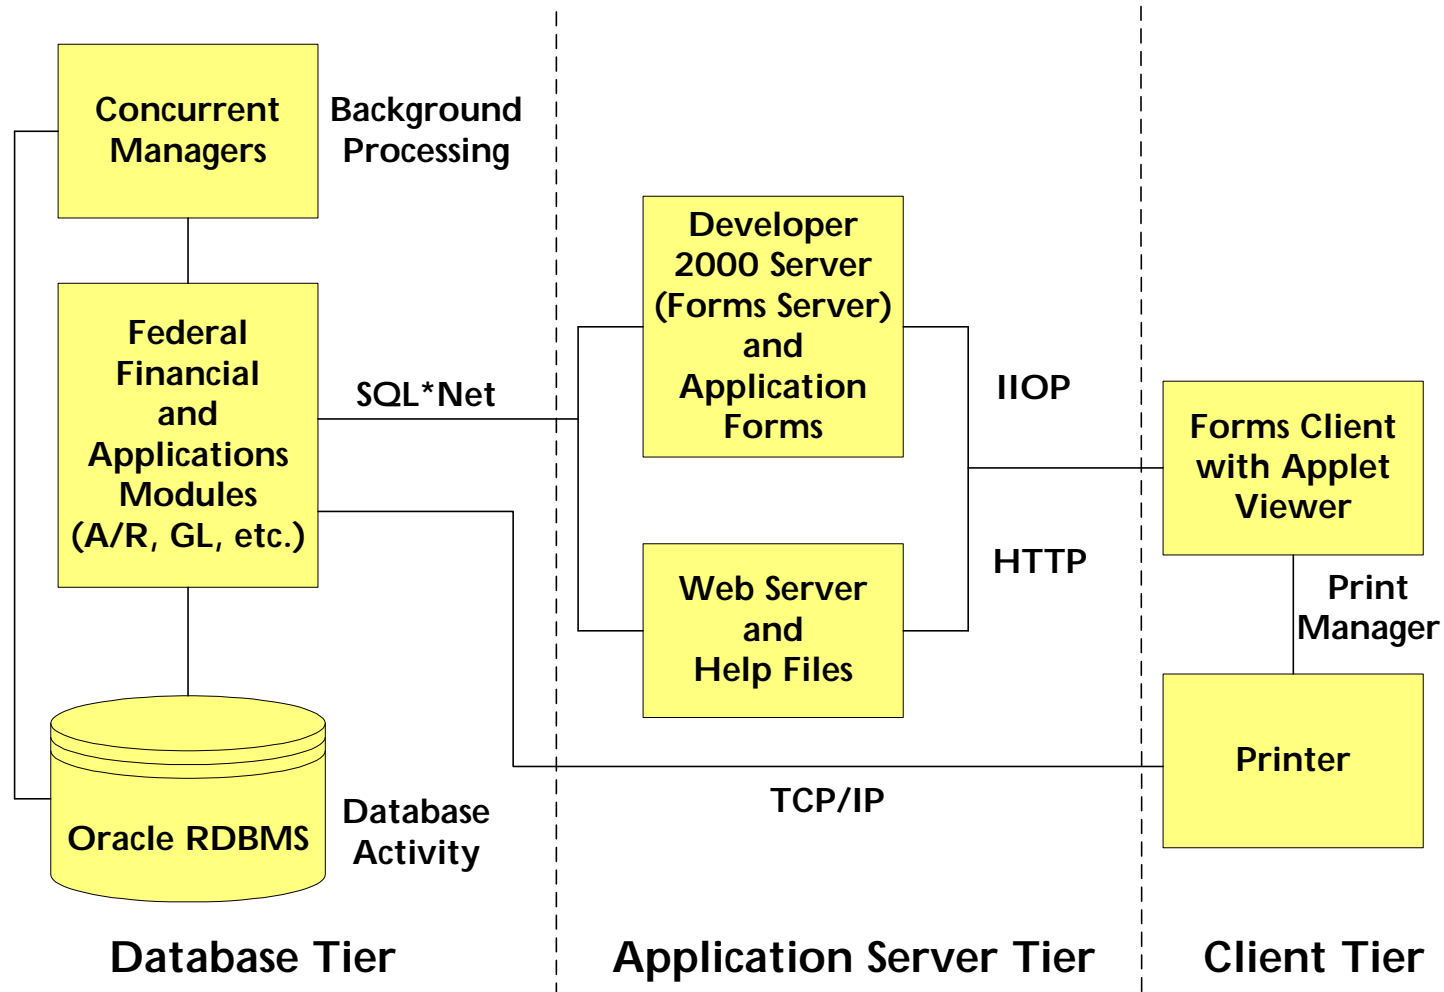 Concurrent
Managers
Background
Processing
Federal
Financial
and
Applications
Modules
(A/R, GL, etc.)
SQL*Net
Oracle RDBMS
Database
Activity
Database Tier
Developer
2000 Server
(Forms Server)
and
Application
Forms
Web Server
and
Help Files
IIOP
HTTP
TCP/IP
Application Server Tier
Forms Client
with Applet
Viewer
Print
Manager
Printer
Client Tier